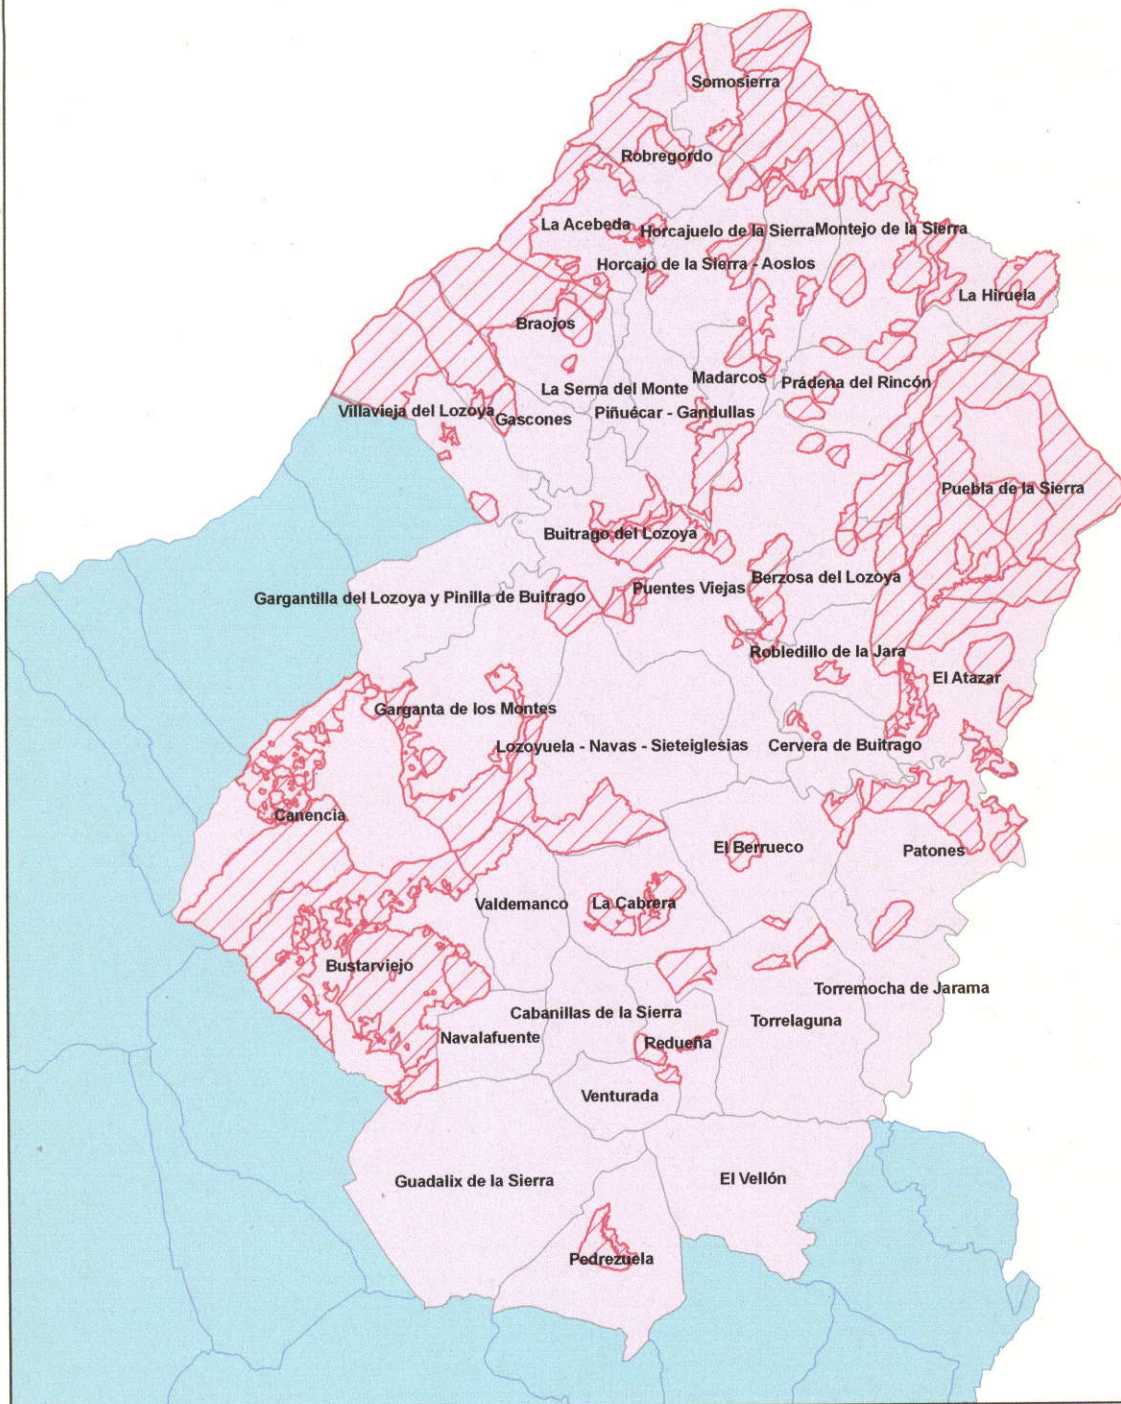 Somosierra
Robregordo
La Acebeda
Horcajuelo de la Sierra
Montejo de la Sierra
Horcajo de la Sierra - Aoslos
La Hiruela
Braojos
Madarcos
Prádena del Rincón
La Serna del Monte
Villavieja del Lozoya
Gascones
Piñuécar - Gandullas
Puebla de la Sierra
Buitrago del Lozoya
Berzosa del Lozoya
Puentes Viejas
Gargantilla del Lozoya y Pinilla de Buitrago
Robledillo de la Jara
El Atazar
Garganta de los Montes
Lozoyuela - Navas - Sieteiglesias
Cervera de Buitrago
Canencia
El Berrueco
Patones
Valdemanco
La Cabrera
Bustarviejo
Torremocha de Jarama
Cabanillas de la Sierra
Torrelaguna
Navalafuente
Redueña
Venturada
Guadalix de la Sierra
El Vellón
Pedrezuela